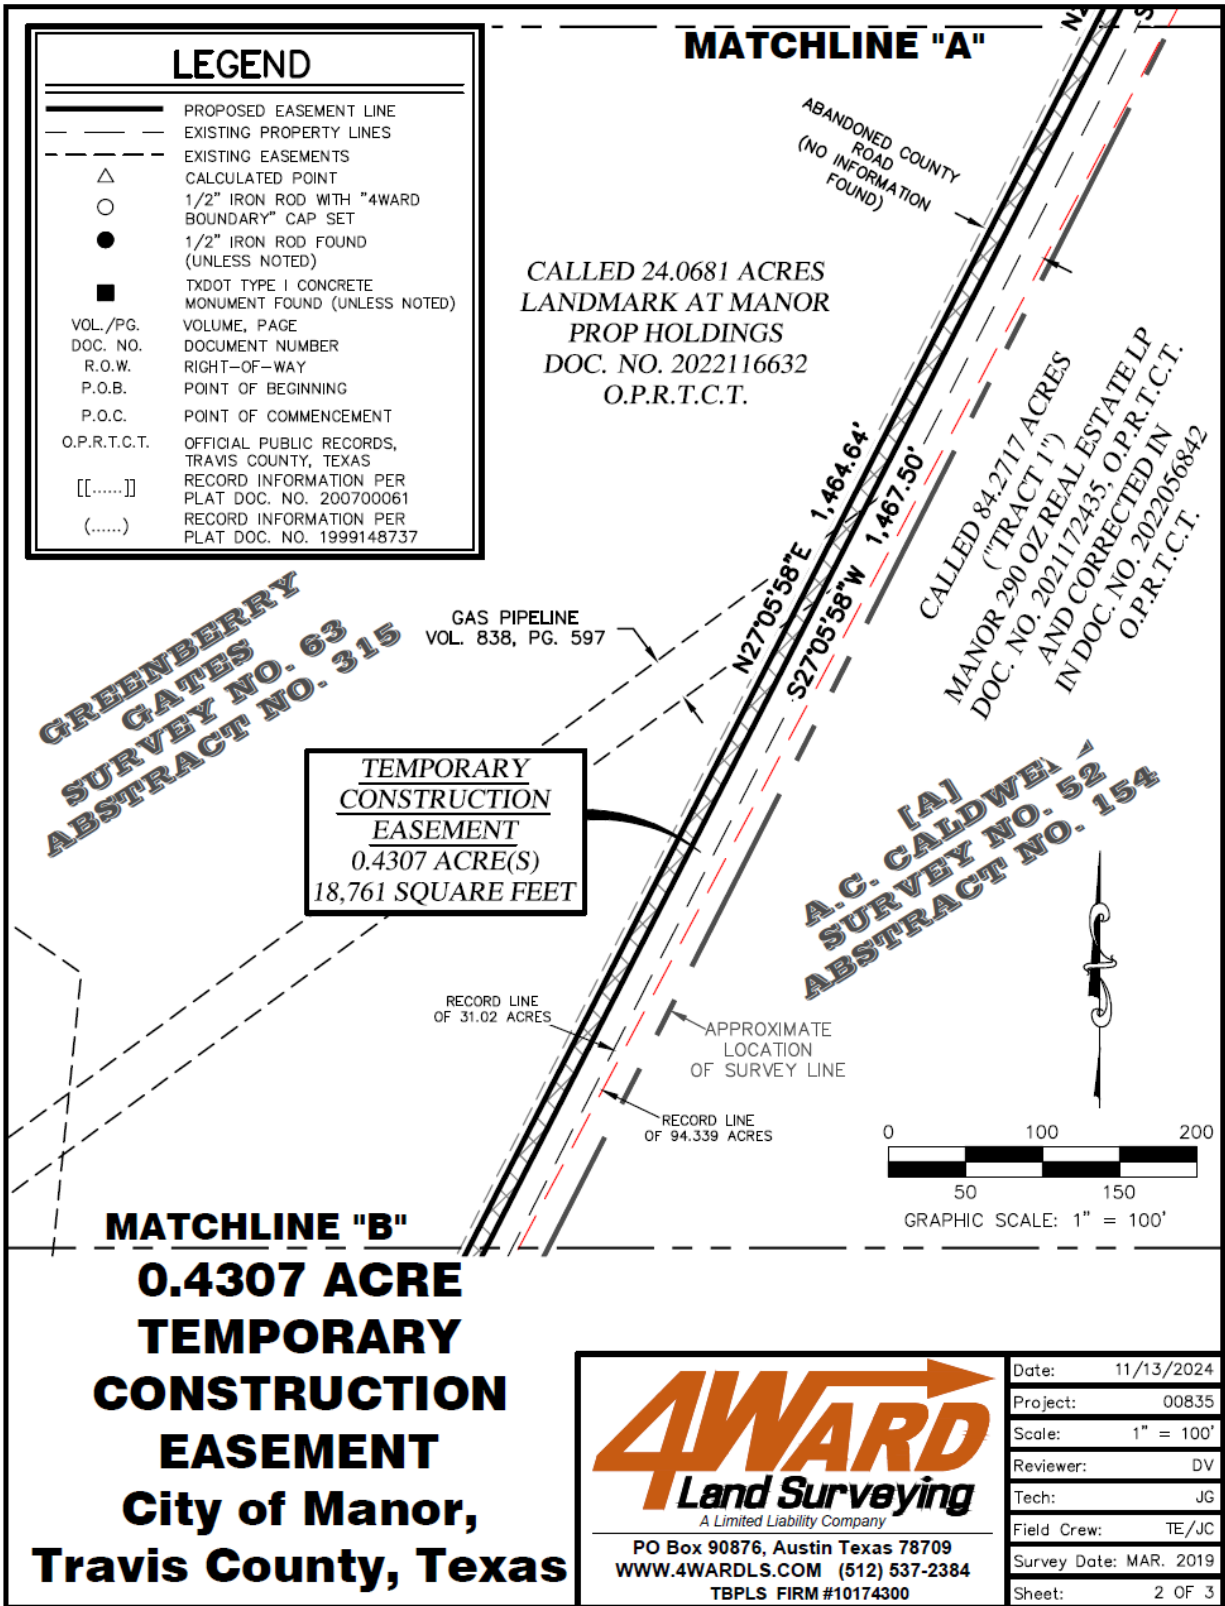 LEGEND
PROPOSED EASEMENT LINE
EXISTING PROPERTY LINES
EXISTING EASEMENTS
CALCULATED POINT
1/2" IRON ROD WITH "4WARD
BOUNDARY" CAP SET
1/2" IRON ROD FOUND
(UNLESS NOTED)
TXDOT TYPE I CONCRETE
MONUMENT FOUND (UNLESS NOTED)
VOL./PG. VOLUME, PAGE
DOC. NO. DOCUMENT NUMBER
R.O.W. RIGHT-OF-WAY
P.O.B. POINT OF BEGINNING
P.O.C. POINT OF COMMENCEMENT
O.P.R.T.C.T. OFFICIAL PUBLIC RECORDS,
TRAVIS COUNTY, TEXAS
[[......]] RECORD INFORMATION PER
PLAT DOC. NO. 200700061
(......) RECORD INFORMATION PER
PLAT DOC. NO. 1999148737
MATCHLINE "A"
ABANDONED COUNTY
ROAD
(NO INFORMATION
FOUND)
CALLED 24.0681 ACRES
LANDMARK AT MANOR
PROP HOLDINGS
DOC. NO. 2022116632
O.P.R.T.C.T.
N27°05'58"E 1,464.64'
S27°05'58"W 1,467.50'
CALLED 84.2717 ACRES
("TRACT 1")
MANOR 290 OZ REAL ESTATE LP
DOC. NO. 2021172435, O.P.R.T.C.T.
AND CORRECTED IN
IN DOC. NO. 2022056842
O.P.R.T.C.T.
GREENBERRY
GATES
SURVEY NO. 63
ABSTRACT NO. 315
GAS PIPELINE
VOL. 838, PG. 597
TEMPORARY
CONSTRUCTION
EASEMENT
0.4307 ACRE(S)
18,761 SQUARE FEET
[A]
A.C. CALDWELL
SURVEY NO. 52
ABSTRACT NO. 154
RECORD LINE
OF 31.02 ACRES
APPROXIMATE
LOCATION
OF SURVEY LINE
RECORD LINE
OF 94.339 ACRES
0 100 200
50 150
GRAPHIC SCALE: 1" = 100'
MATCHLINE "B"
0.4307 ACRE
TEMPORARY
CONSTRUCTION
EASEMENT
City of Manor,
Travis County, Texas
4WARD
Land Surveying
A Limited Liability Company
PO Box 90876, Austin Texas 78709
WWW.4WARDLS.COM (512) 537-2384
TBPLS FIRM #10174300
Date: 11/13/2024
Project: 00835
Scale: 1" = 100'
Reviewer: DV
Tech: JG
Field Crew: TE/JC
Survey Date: MAR. 2019
Sheet: 2 OF 3